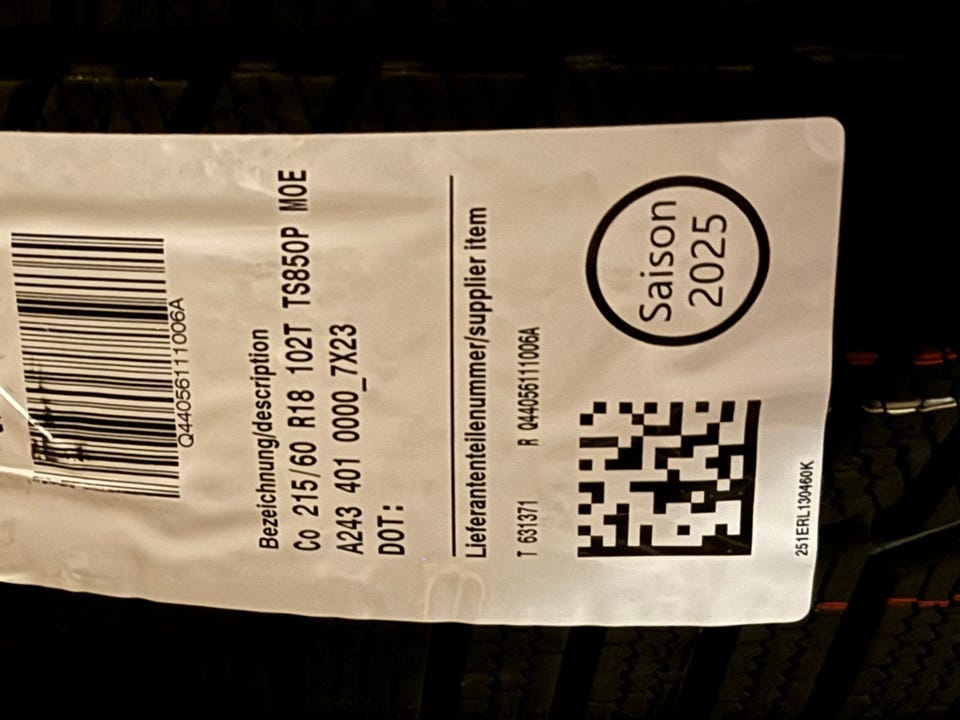 Q44056111006A
Bezeichnung/description
Co 215/60 R18 102T TS850P MOE
A243 401 0000_7X23
DOT:
Lieferantenteilenummer/supplier item
T 631371 R Q44056111006A
Saison
2025
251ERL130460K